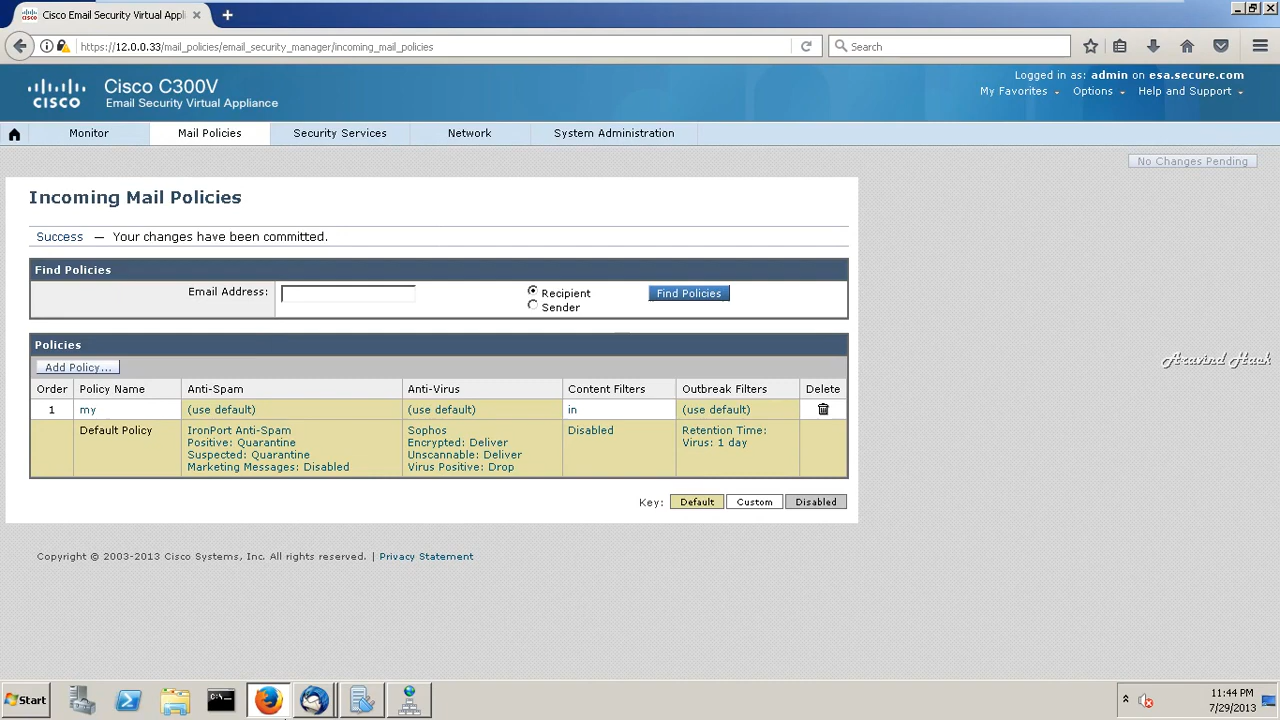 Cisco Email Security Virtual Appli
https://12.0.0.33/mail_policies/email_security_manager/incoming_mail_policies
Search
CISCO
Cisco C300V
Email Security Virtual Appliance
Logged in as: admin on esa.secure.com
My Favorites
Options
Help and Support
Monitor
Mail Policies
Security Services
Network
System Administration
No Changes Pending
Incoming Mail Policies
Success — Your changes have been committed.
Find Policies
Email Address:
Recipient
Sender
Find Policies
Policies
Add Policy...
Order Policy Name Anti-Spam Anti-Virus Content Filters Outbreak Filters Delete
1 my (use default) (use default) in (use default)
Default Policy
IronPort Anti-Spam
Positive: Quarantine
Suspected: Quarantine
Marketing Messages: Disabled
Sophos
Encrypted: Deliver
Unscannable: Deliver
Virus Positive: Drop
Disabled
Retention Time:
Virus: 1 day
Key: Default Custom Disabled
Copyright © 2003-2013 Cisco Systems, Inc. All rights reserved. | Privacy Statement
Aravind Hack
Start
11:44 PM
7/29/2013